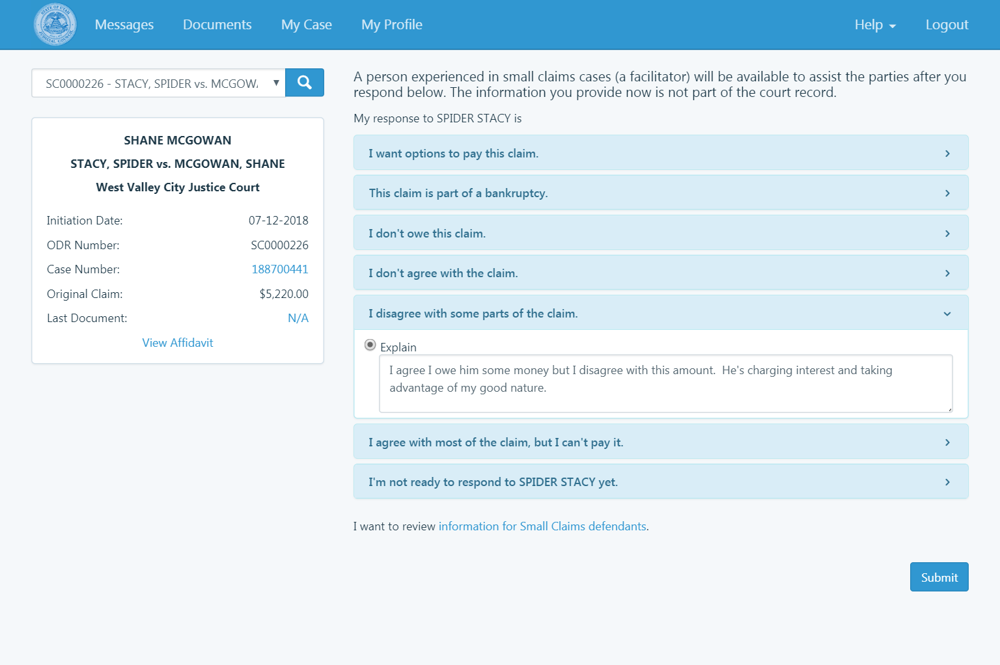 STATE OF UTAH
JUDICIAL COUNCIL
Messages
Documents
My Case
My Profile
Help
Logout
SC0000226 - STACY, SPIDER vs. MCGOW
SHANE MCGOWAN
STACY, SPIDER vs. MCGOWAN, SHANE
West Valley City Justice Court
Initiation Date: 07-12-2018
ODR Number: SC0000226
Case Number: 188700441
Original Claim: $5,220.00
Last Document: N/A
View Affidavit
A person experienced in small claims cases (a facilitator) will be available to assist the parties after you
respond below. The information you provide now is not part of the court record.
My response to SPIDER STACY is
I want options to pay this claim.
This claim is part of a bankruptcy.
I don't owe this claim.
I don't agree with the claim.
I disagree with some parts of the claim.
Explain
I agree I owe him some money but I disagree with this amount.  He's charging interest and taking
advantage of my good nature.
I agree with most of the claim, but I can't pay it.
I'm not ready to respond to SPIDER STACY yet.
I want to review information for Small Claims defendants.
Submit